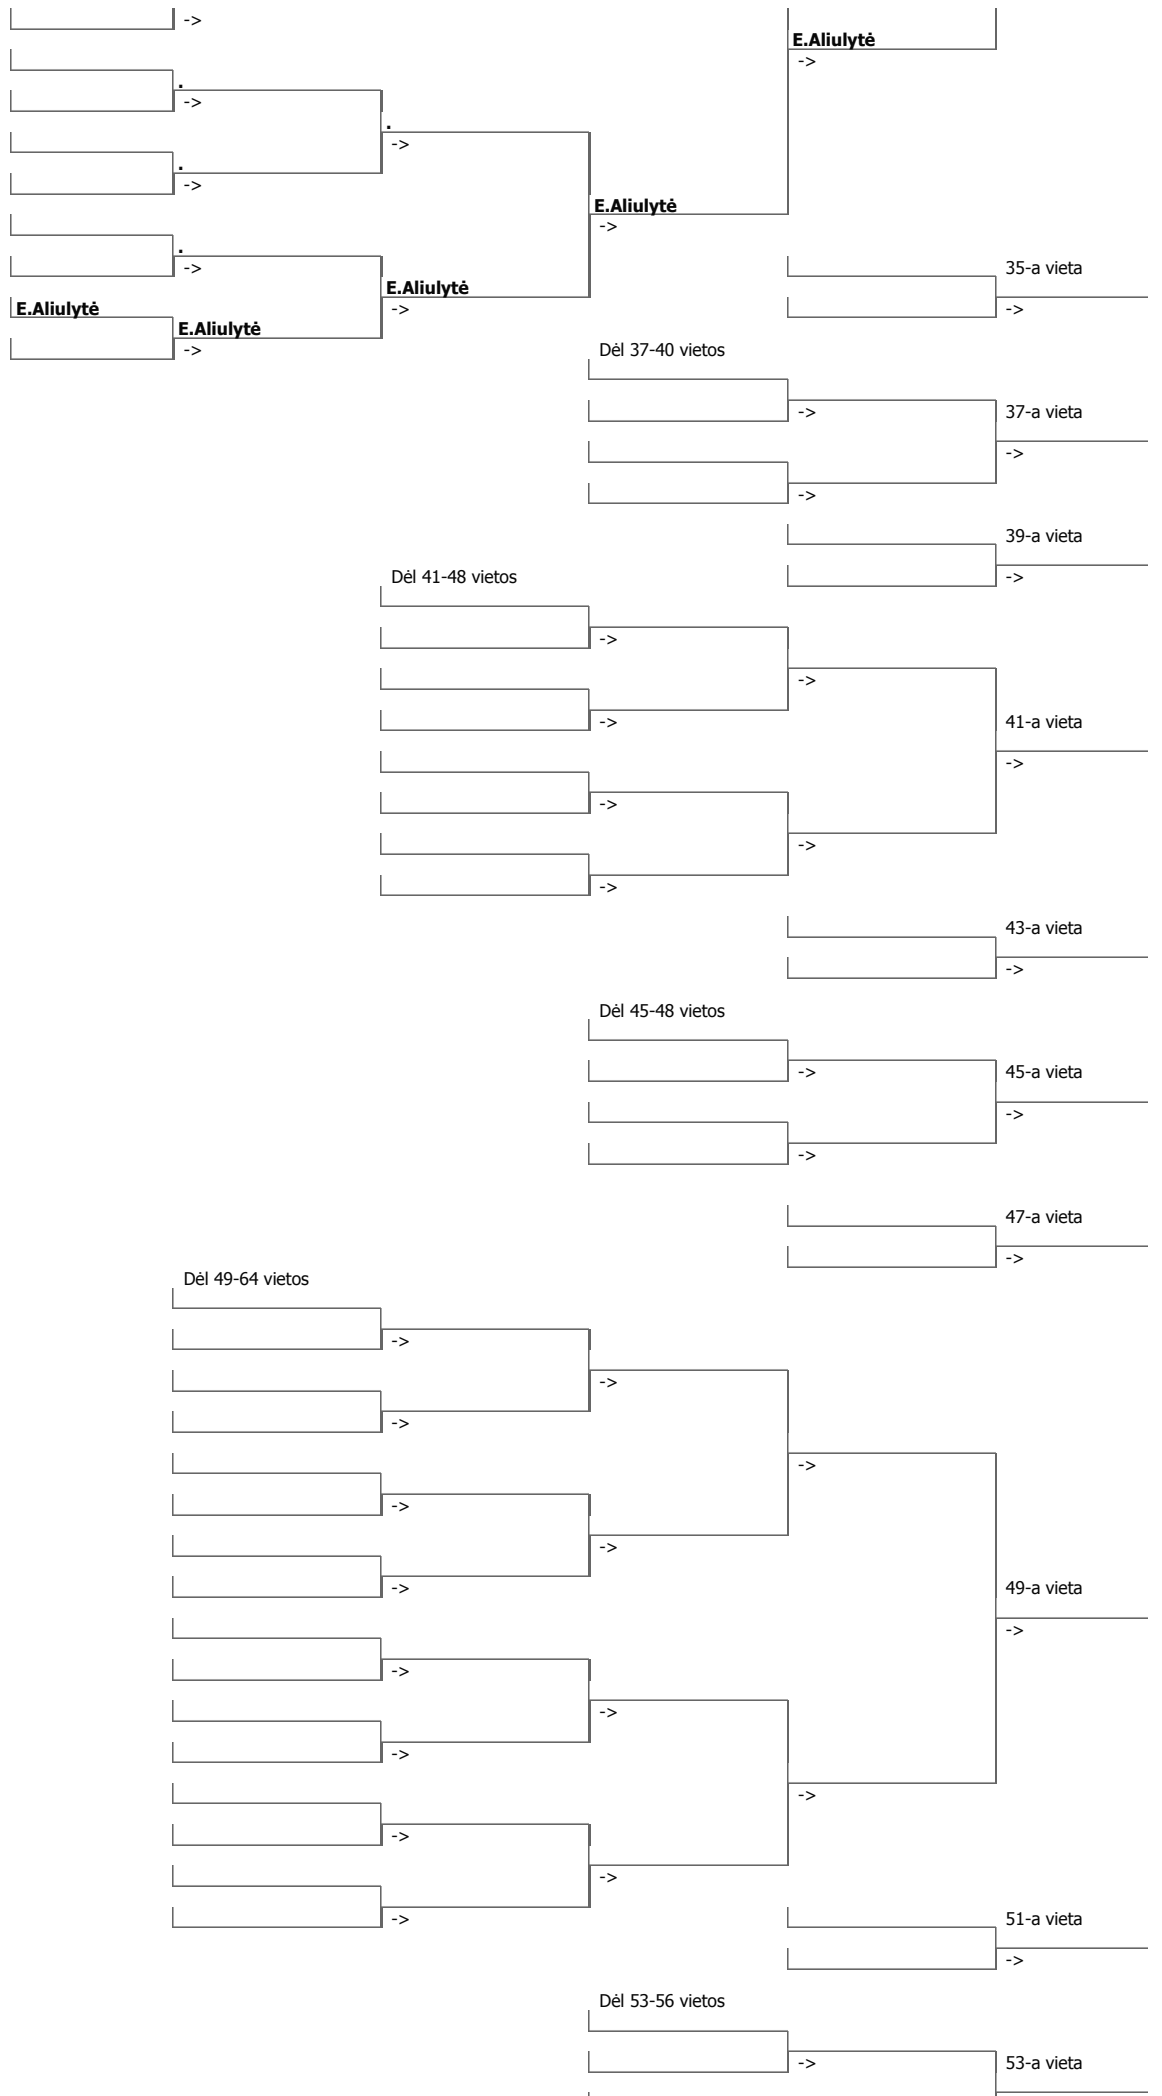 ->
E.Aliulytė
->
.
->
.
->
.
->
E.Aliulytė
->
.
->
35-a vieta
E.Aliulytė
->
E.Aliulytė
->
E.Aliulytė
->
Dėl 37-40 vietos
->
37-a vieta
->
->
39-a vieta
->
Dėl 41-48 vietos
->
->
->
41-a vieta
->
->
->
->
43-a vieta
->
Dėl 45-48 vietos
->
45-a vieta
->
->
47-a vieta
->
Dėl 49-64 vietos
->
->
->
->
->
->
->
49-a vieta
->
->
->
->
->
->
->
->
51-a vieta
->
Dėl 53-56 vietos
->
53-a vieta